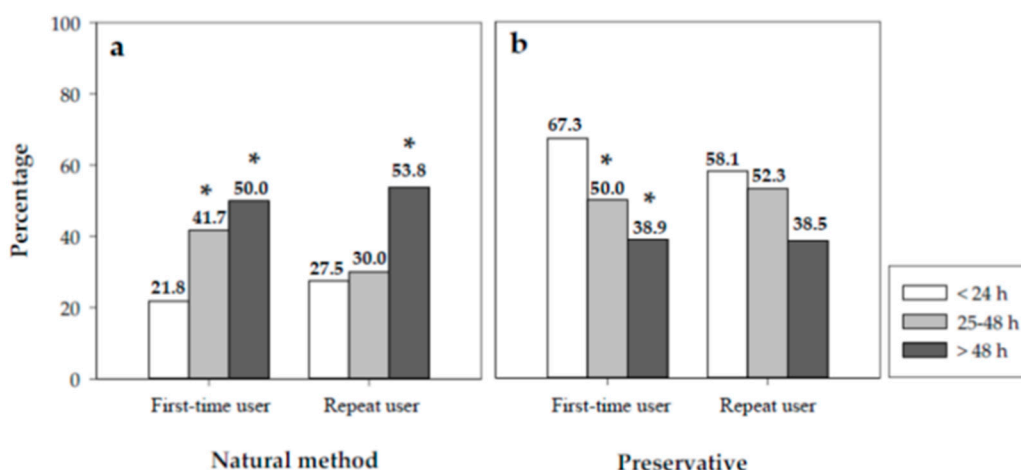 100
80
60
40
20
0
Percentage
a
21.8
*
41.7
*
50.0
27.5
30.0
*
53.8
First-time user
Repeat user
Natural method
b
67.3
*
50.0
*
38.9
58.1
52.3
38.5
First-time user
Repeat user
Preservative
< 24 h
25-48 h
> 48 h